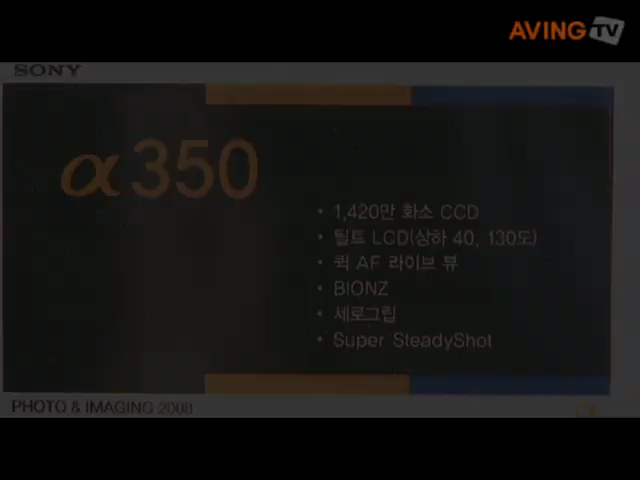 AVING TV
SONY
α350
• 1,420만 화소 CCD
• 틸트 LCD(상하 40, 130도)
• 퀵 AF 라이브 뷰
• BIONZ
• 세로그립
• Super SteadyShot
PHOTO & IMAGING 2008